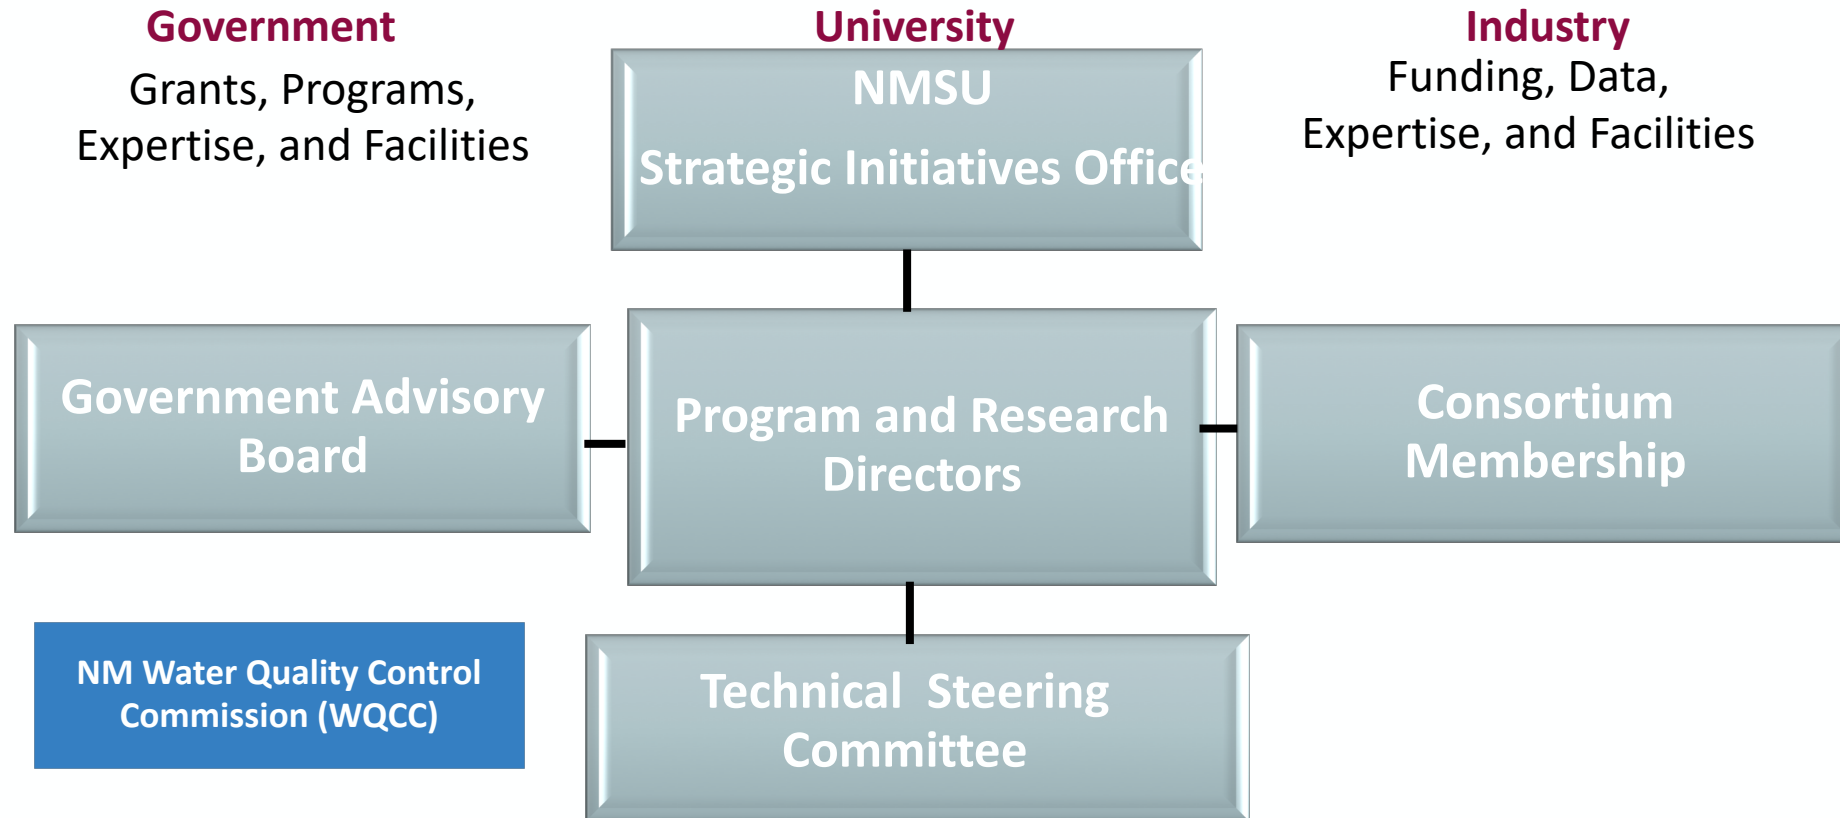 Government
Grants, Programs,
Expertise, and Facilities
University
NMSU
Strategic Initiatives Office
Industry
Funding, Data,
Expertise, and Facilities
Government Advisory
Board
Program and Research
Directors
Consortium
Membership
NM Water Quality Control
Commission (WQCC)
Technical  Steering
Committee